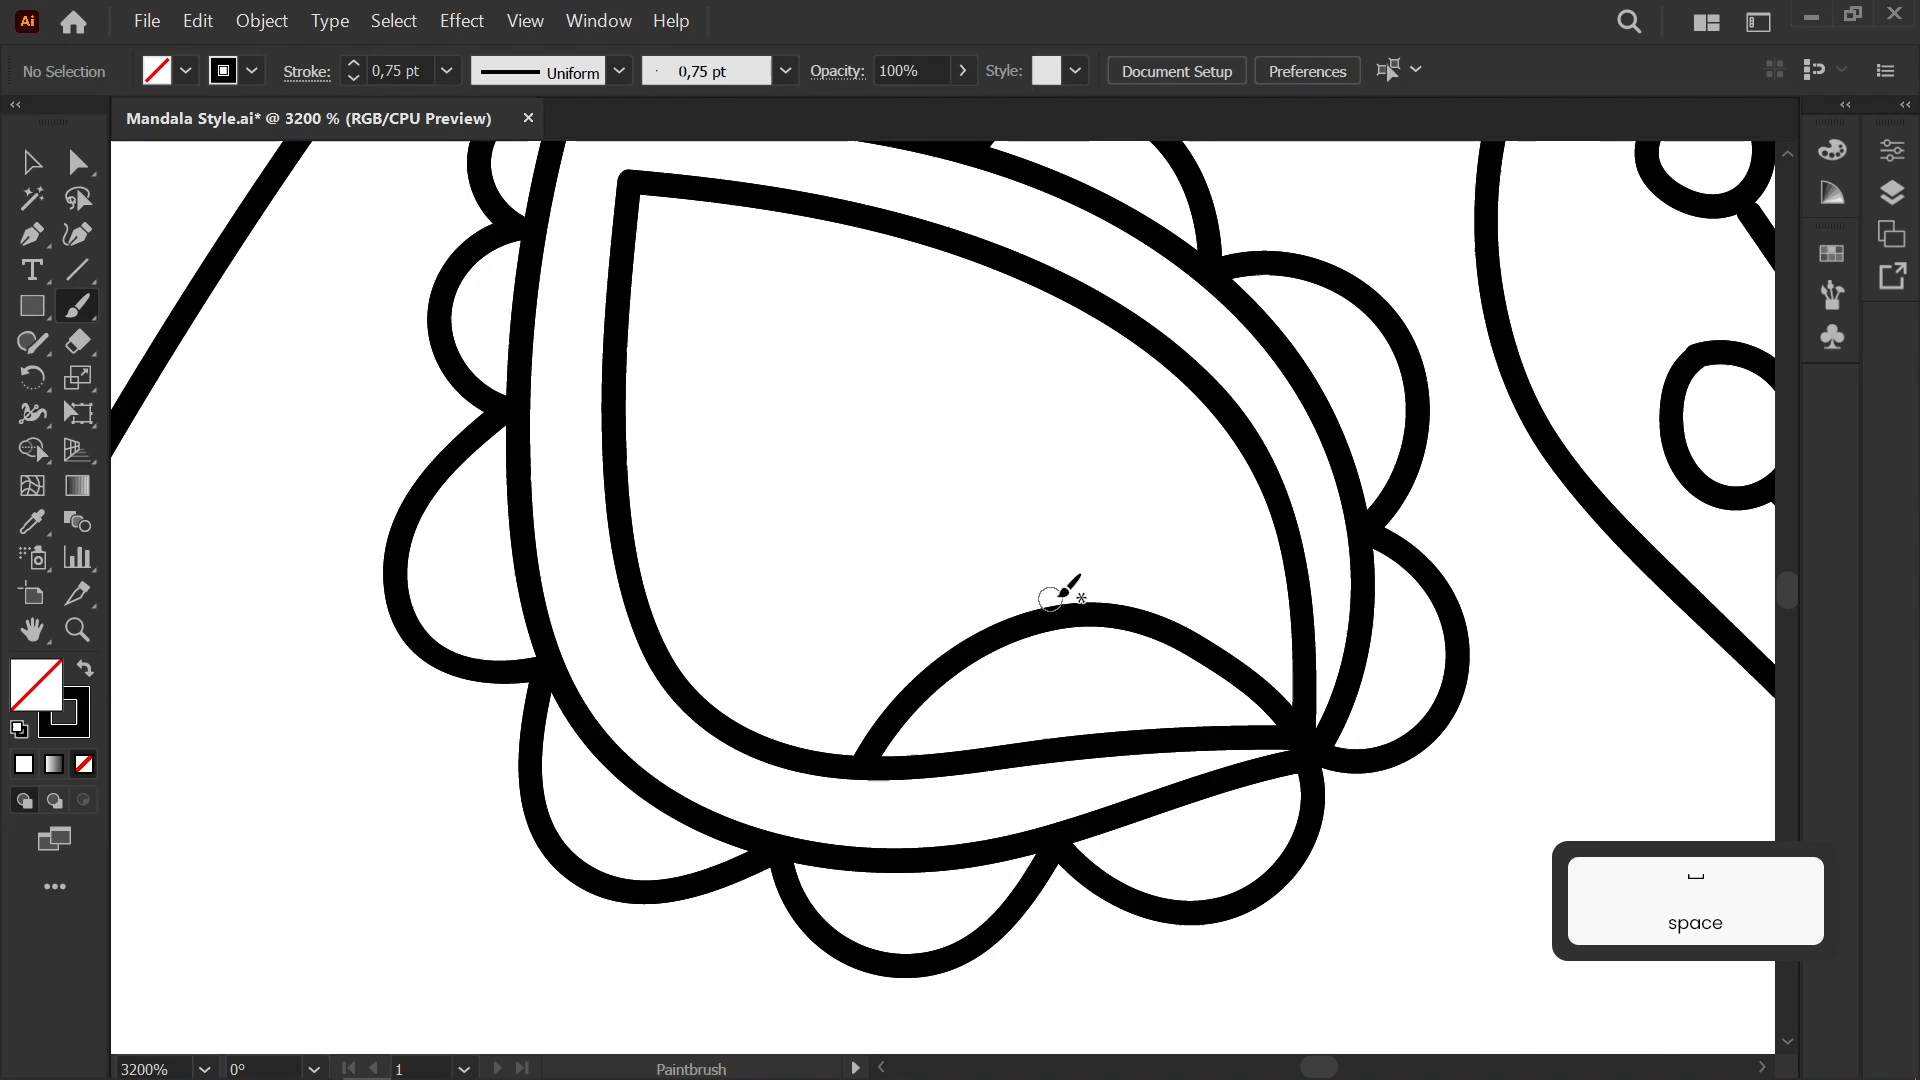 Ai File Edit Object Type Select Effect View Window Help
No Selection Stroke: 0,75 pt Uniform 0,75 pt Opacity: 100% Style: Document Setup Preferences
Mandala Style.ai* @ 3200 % (RGB/CPU Preview)
space
3200% 0° 1 Paintbrush